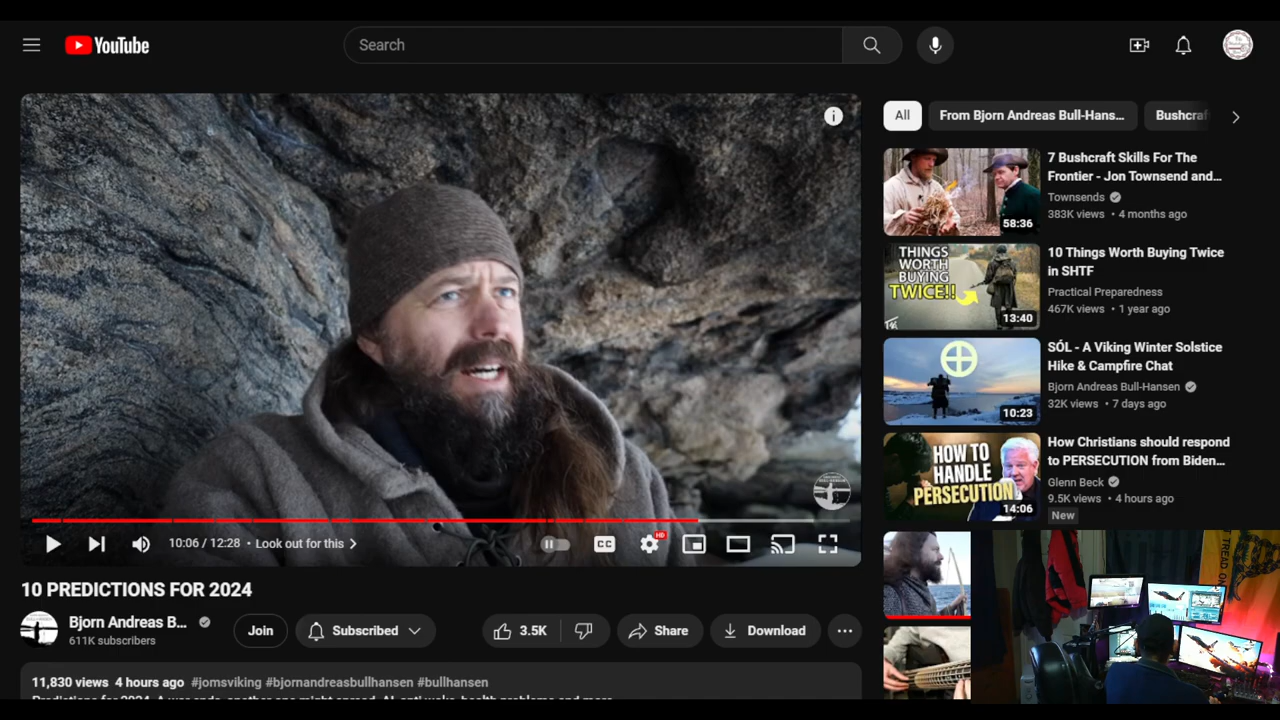 YouTube
Search
All
From Bjorn Andreas Bull-Hans...
Bushcraf
7 Bushcraft Skills For The
Frontier - Jon Townsend and...
Townsends
383K views • 4 months ago
58:36
THINGS
WORTH
BUYING
TWICE!!
13:40
10 Things Worth Buying Twice
in SHTF
Practical Preparedness
467K views • 1 year ago
10:23
SÓL - A Viking Winter Solstice
Hike & Campfire Chat
Bjorn Andreas Bull-Hansen
32K views • 7 days ago
HOW TO
HANDLE
PERSECUTION
14:06
How Christians should respond
to PERSECUTION from Biden...
Glenn Beck
9.5K views • 4 hours ago
New
10:06 / 12:28 • Look out for this
CC
HD
10 PREDICTIONS FOR 2024
Bjorn Andreas B...
611K subscribers
Join
Subscribed
3.5K
Share
Download
11,830 views 4 hours ago #jomsviking #bjornandreasbullhansen #bullhansen
TREAD ON